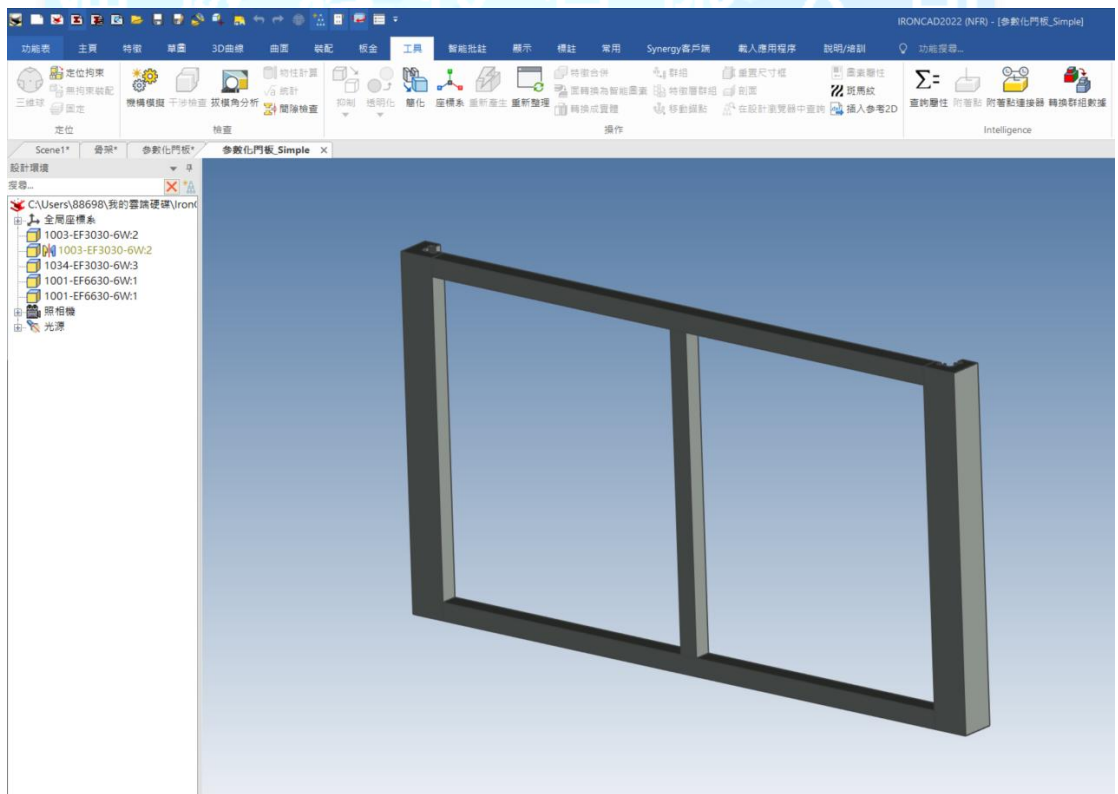 IRONCAD2022 (NFR) - [参數化門板_Simple]
功能表 主頁 特徵 草圖 3D曲線 曲面 裝配 板金 工具 智能批註 顯示 標註 常用 Synergy客戶端 載入應用程序 說明/培訓 功能搜尋...
三維球 定位拘束 無拘束裝配 固定 機構模擬 干涉檢查 拔模角分析 物性計算 統計 間隙檢查 抑制 透明化 簡化 座標系 重新產生 重新整理 特徵合併 面轉換為智能圖素 轉換成實體 群組 特徵層群組 移動錨點 重置尺寸框 剖面 在設計瀏覽器中查詢 圖素屬性 斑馬紋 插入參考2D 查詢屬性 附著點 附著點連接器 轉換群組數據
定位 檢查 操作 Intelligence
Scene1* 骨架* 参數化門板* 参數化門板_Simple X
設計環境
搜尋...
C:\Users\88698\我的雲端硬碟\Iron
全局座標系
1003-EF3030-6W:2
1003-EF3030-6W:2
1034-EF3030-6W:3
1001-EF6630-6W:1
1001-EF6630-6W:1
照相機
光源